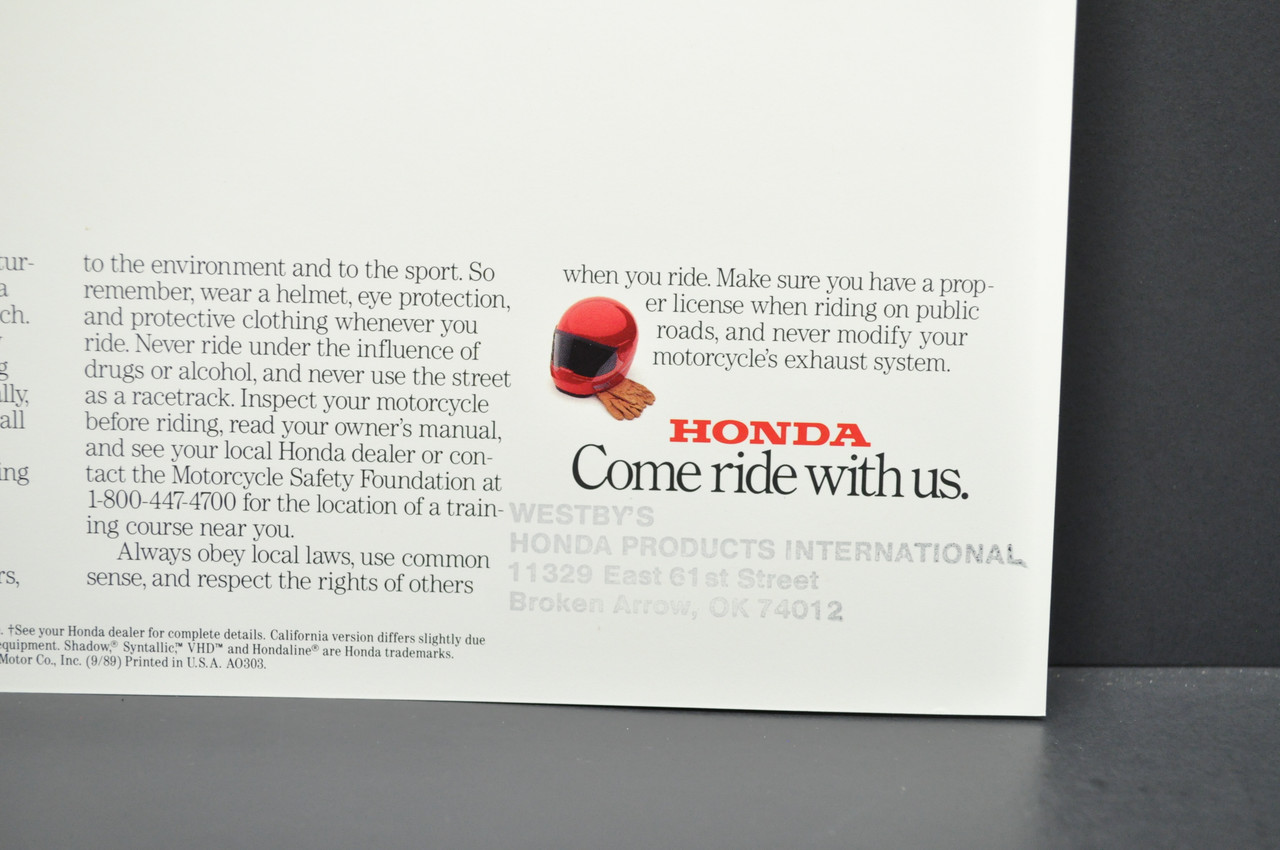 tur-
a
ch.
g
lly,
all
ing
rs,
to the environment and to the sport. So
remember, wear a helmet, eye protection,
and protective clothing whenever you
ride. Never ride under the influence of
drugs or alcohol, and never use the street
as a racetrack. Inspect your motorcycle
before riding, read your owner's manual,
and see your local Honda dealer or con-
tact the Motorcycle Safety Foundation at
1-800-447-4700 for the location of a train-
ing course near you.
Always obey local laws, use common
sense, and respect the rights of others
when you ride. Make sure you have a prop-
er license when riding on public
roads, and never modify your
motorcycle's exhaust system.
HONDA
Come ride with us.
WESTBY'S
HONDA PRODUCTS INTERNATIONAL
11329 East 61st Street
Broken Arrow, OK 74012
. †See your Honda dealer for complete details. California version differs slightly due
equipment. Shadow,® Syntallic,™ VHD™ and Hondaline® are Honda trademarks.
Motor Co., Inc. (9/89) Printed in U.S.A. AO303.